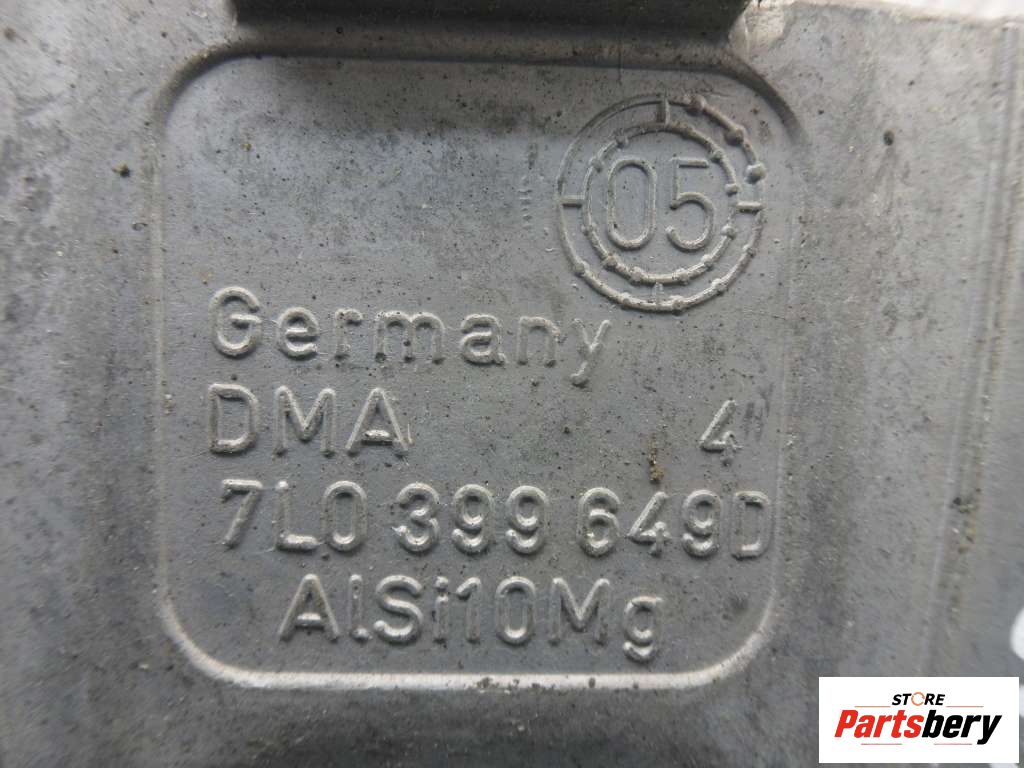 05
Germany
DMA 4
7L0 399 649D
AlSi10Mg
STORE
Partsbery